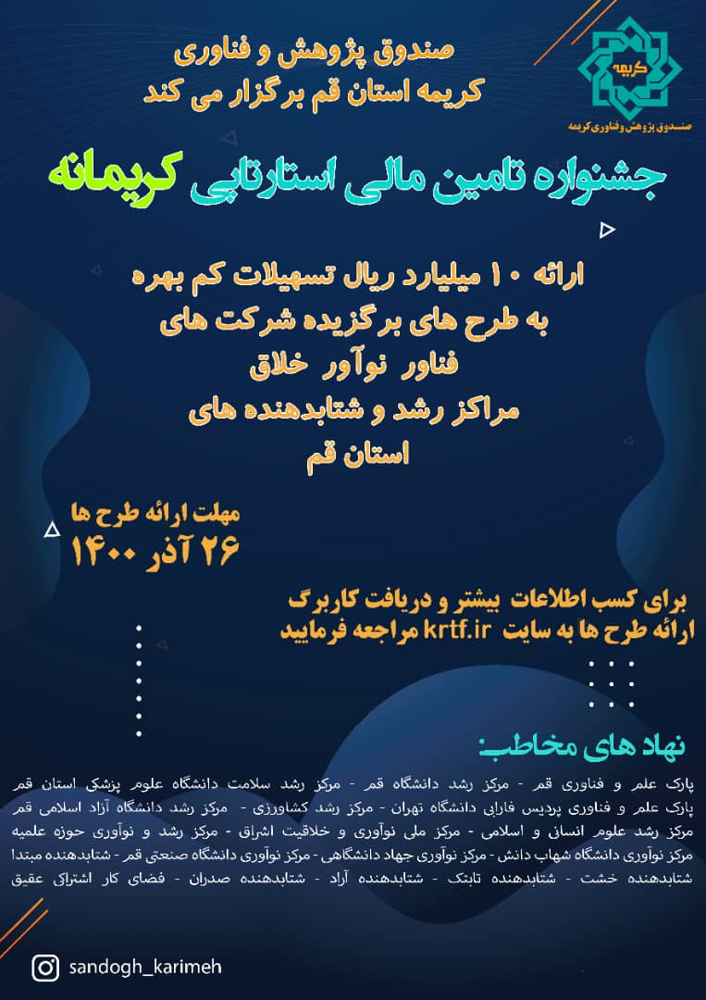 صندوق پژوهش و فناوری
کریمه استان قم برگزار می کند
کریمه
صندوق پژوهش و فناوری کریمه
جشنواره تامین مالی استارتاپی کریمانه
ارائه ۱۰ میلیارد ریال تسهیلات کم بهره
به طرح های برگزیده شرکت های
فناور نوآور خلاق
مراکز رشد و شتابدهنده های
استان قم
مهلت ارائه طرح ها
۲۶ آذر ۱۴۰۰
برای کسب اطلاعات بیشتر و دریافت کاربرگ
ارائه طرح ها به سایت krtf.ir مراجعه فرمایید
نهاد های مخاطب:
پارک علم و فناوری قم - مرکز رشد دانشگاه قم - مرکز رشد سلامت دانشگاه علوم پزشکی استان قم
پارک علم و فناوری پردیس فارابی دانشگاه تهران - مرکز رشد کشاورزی - مرکز رشد دانشگاه آزاد اسلامی قم
مرکز رشد علوم انسانی و اسلامی - مرکز ملی نوآوری و خلاقیت اشراق - مرکز رشد و نوآوری حوزه علمیه
مرکز نوآوری دانشگاه شهاب دانش - مرکز نوآوری جهاد دانشگاهی - مرکز نوآوری دانشگاه صنعتی قم - شتابدهنده مبتدا
شتابدهنده خشت - شتابدهنده تابتک - شتابدهنده آراد - شتابدهنده صدران - فضای کار اشتراکی عقیق
sandogh_karimeh